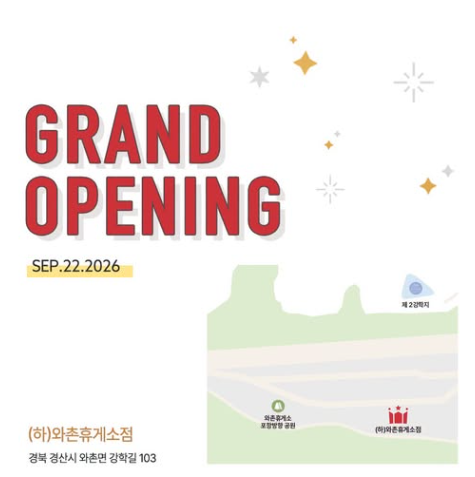 GRAND
OPENING
SEP.22.2026
제2강학지
와촌휴게소
포항방향 공원
(하)와촌휴게소점
(하)와촌휴게소점
경북 경산시 와촌면 강학길 103